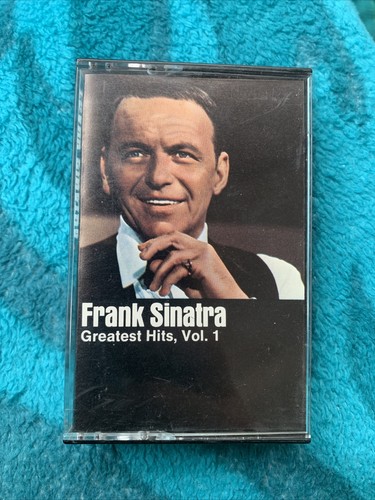 Frank Sinatra
Greatest Hits, Vol. 1